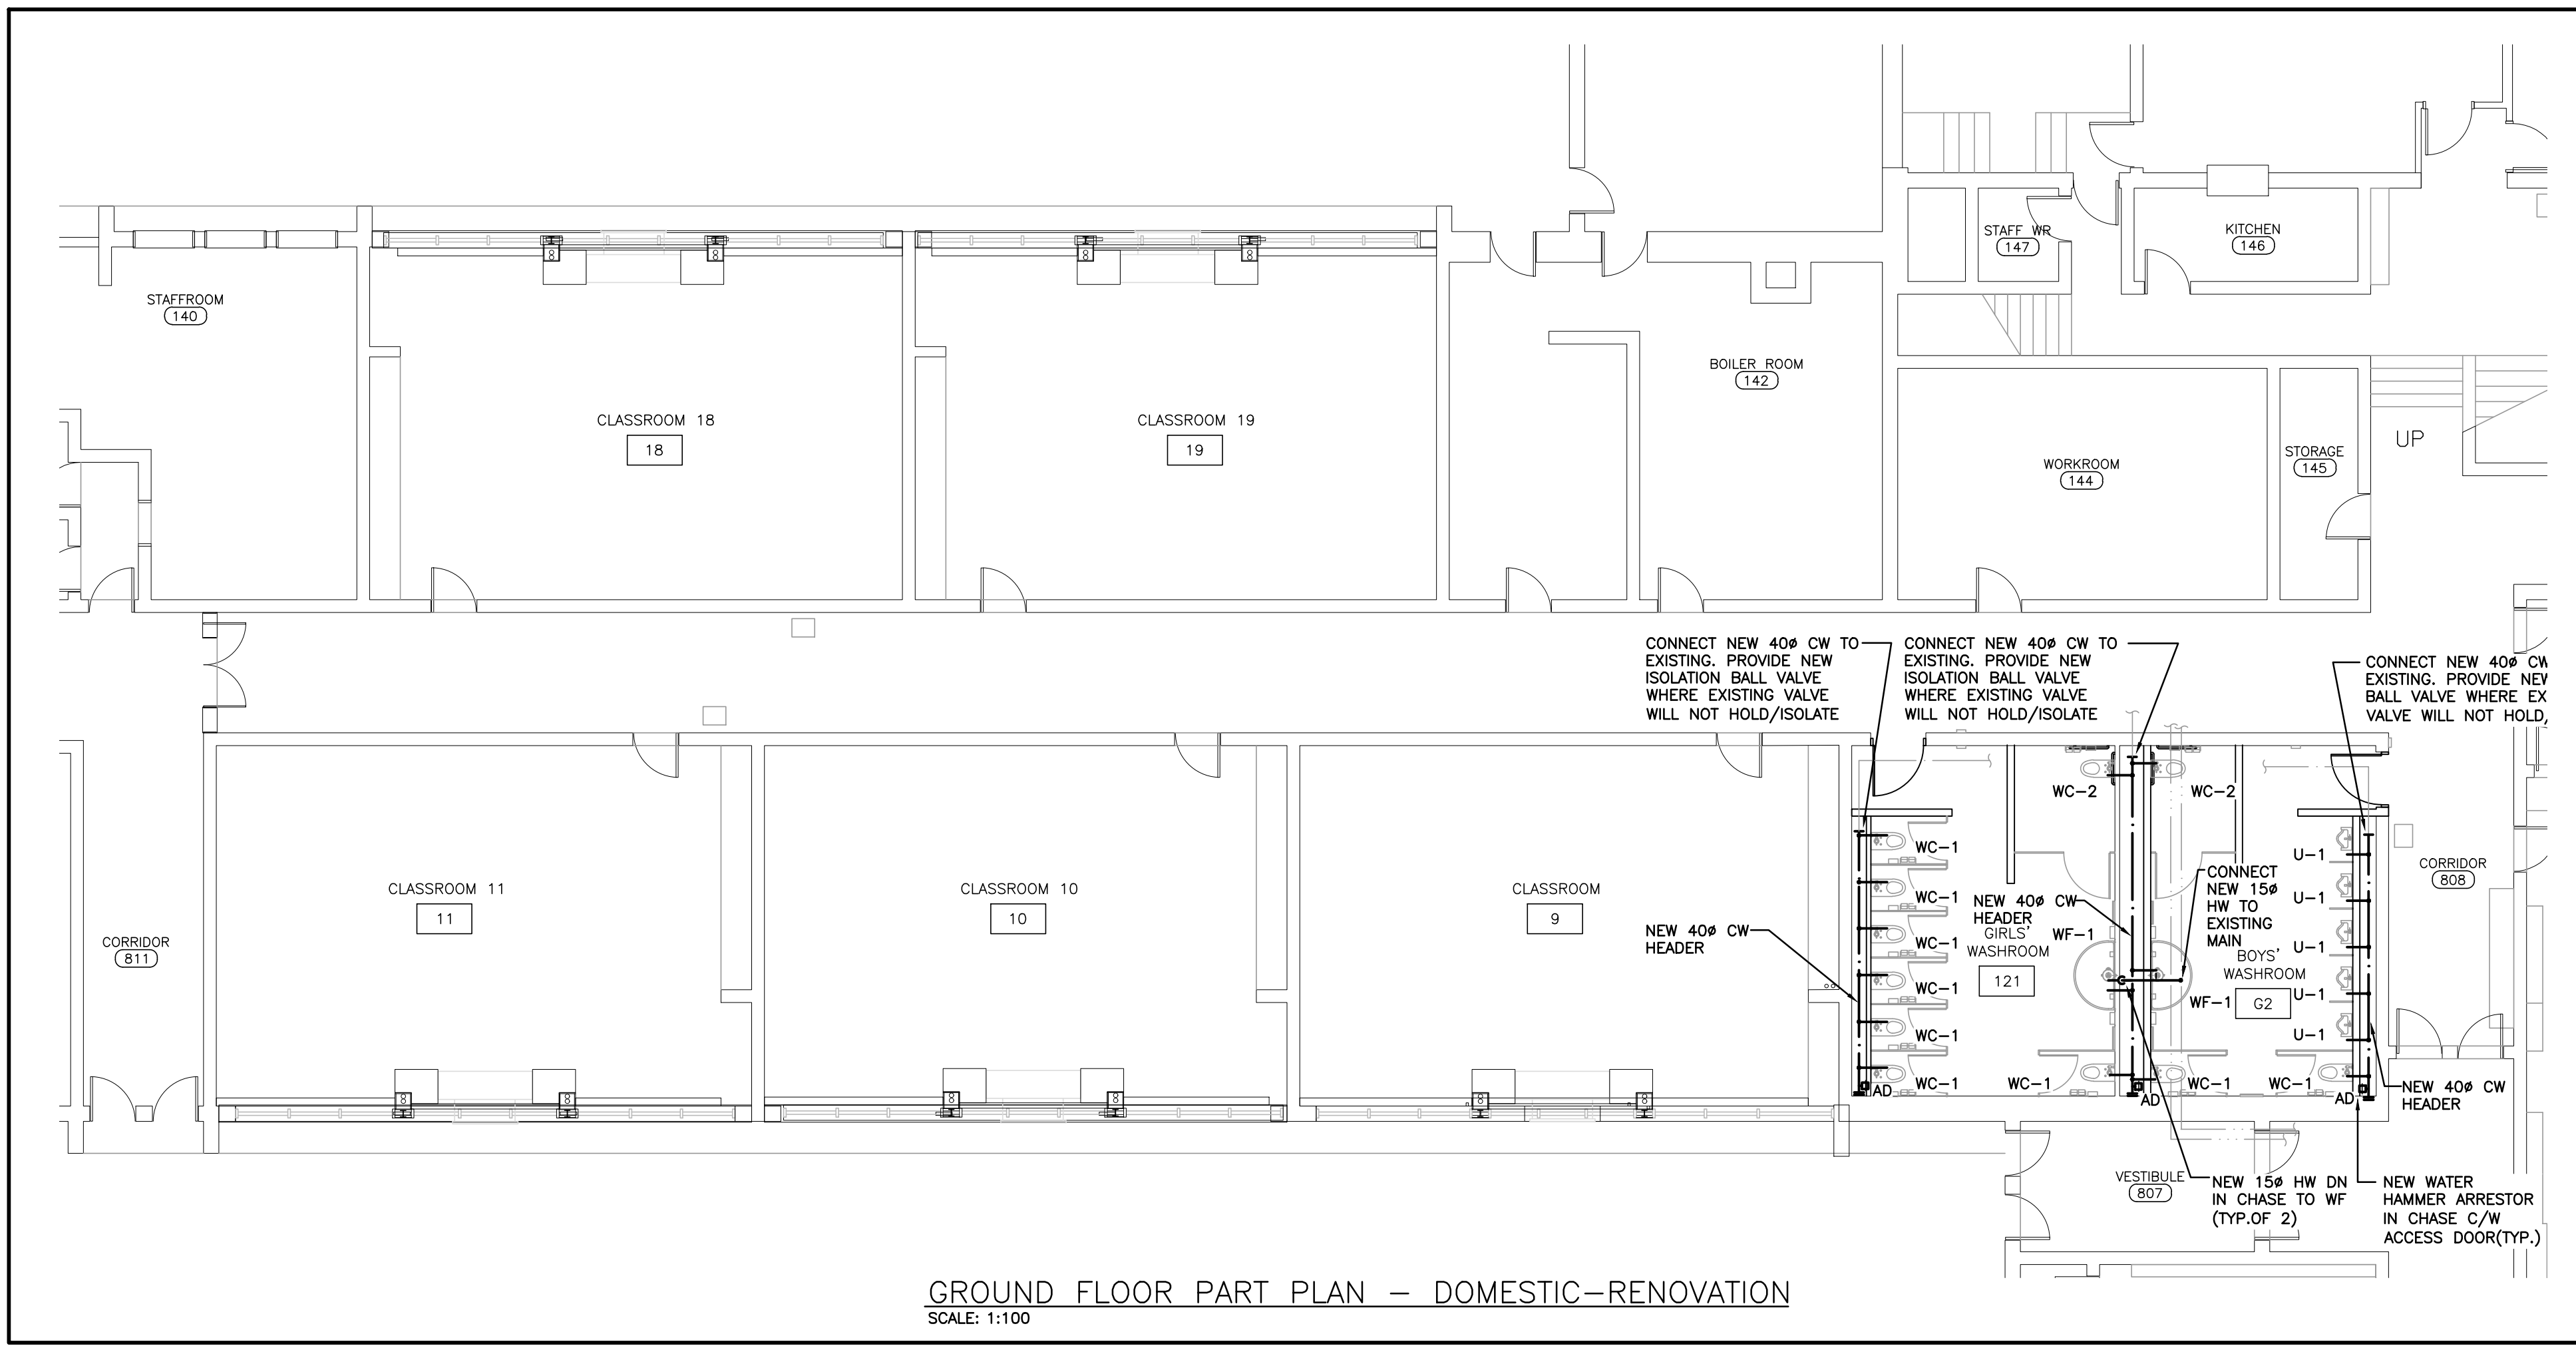 STAFF WR
147
KITCHEN
146
STAFFROOM
140
BOILER ROOM
142
CLASSROOM 18
18
CLASSROOM 19
19
UP
STORAGE
145
WORKROOM
144
CONNECT NEW 40ø CW TO
EXISTING. PROVIDE NEW
ISOLATION BALL VALVE
WHERE EXISTING VALVE
WILL NOT HOLD/ISOLATE
CONNECT NEW 40ø CW TO
EXISTING. PROVIDE NEW
ISOLATION BALL VALVE
WHERE EXISTING VALVE
WILL NOT HOLD/ISOLATE
CONNECT NEW 40ø CW
EXISTING. PROVIDE NEW
BALL VALVE WHERE EX
VALVE WILL NOT HOLD/
WC-2
WC-2
WC-1
WC-1
WC-1
WC-1
WC-1
WC-1
WC-1
WC-1
WC-1
U-1
U-1
U-1
U-1
U-1
CONNECT
NEW 15ø
HW TO
EXISTING
MAIN
CORRIDOR
808
CLASSROOM 11
11
CLASSROOM 10
10
CLASSROOM
9
NEW 40ø CW
HEADER
NEW 40ø CW
HEADER
GIRLS'
WASHROOM
121
WF-1
BOYS'
WASHROOM
G2
WF-1
CORRIDOR
811
AD
AD
AD
NEW 40ø CW
HEADER
VESTIBULE
807
NEW 15ø HW DN
IN CHASE TO WF
(TYP.OF 2)
NEW WATER
HAMMER ARRESTOR
IN CHASE C/W
ACCESS DOOR(TYP.)
GROUND FLOOR PART PLAN - DOMESTIC-RENOVATION
SCALE: 1:100